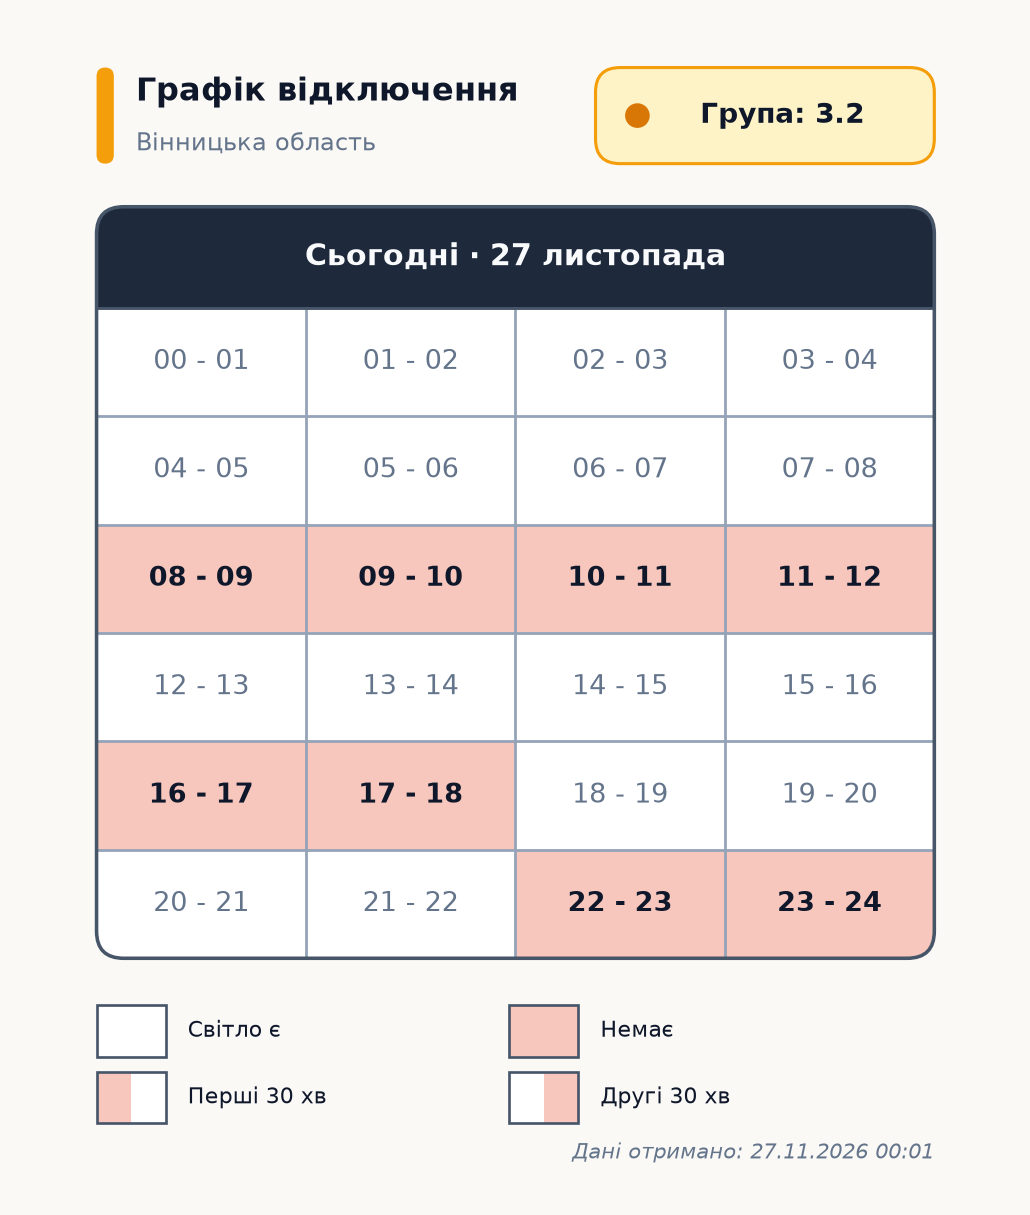 Графік відключення
Вінницька область
Група: 3.2
Сьогодні · 27 листопада
00 - 01 01 - 02 02 - 03 03 - 04
04 - 05 05 - 06 06 - 07 07 - 08
08 - 09 09 - 10 10 - 11 11 - 12
12 - 13 13 - 14 14 - 15 15 - 16
16 - 17 17 - 18 18 - 19 19 - 20
20 - 21 21 - 22 22 - 23 23 - 24
Світло є Немає
Перші 30 хв Другі 30 хв
Дані отримано: 27.11.2026 00:01